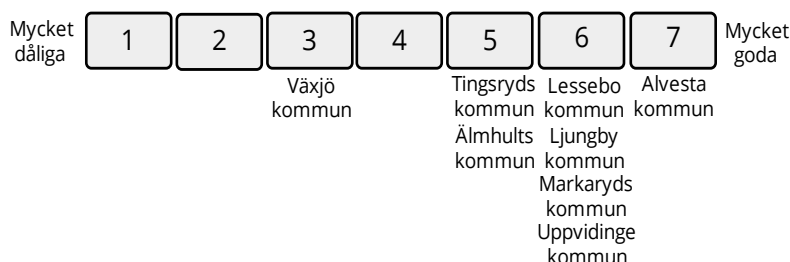 Mycket
dåliga
1 2 3 4 5 6 7
Mycket
goda
Växjö
kommun
Tingsryds
kommun
Älmhults
kommun
Lessebo
kommun
Ljungby
kommun
Markaryds
kommun
Uppvidinge
kommun
Alvesta
kommun